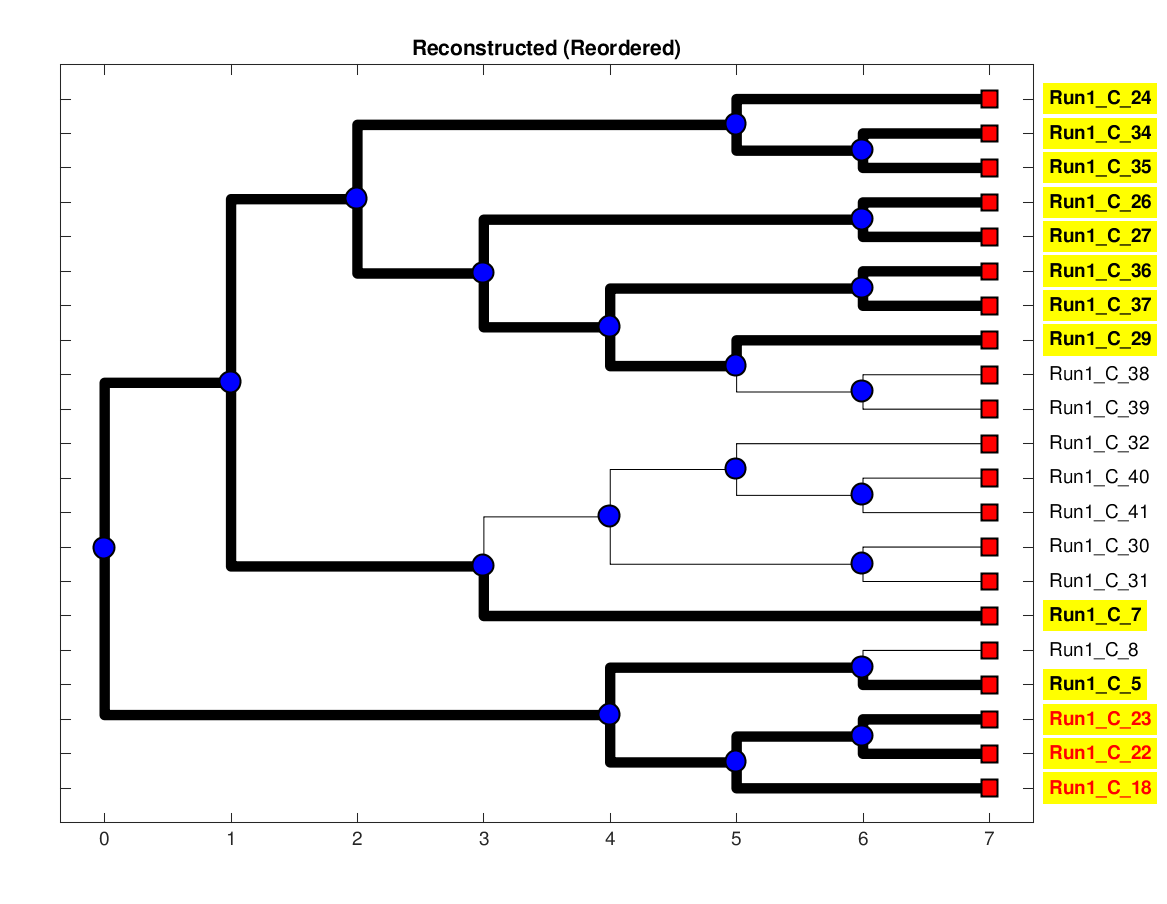 Reconstructed (Reordered)
Run1_C_24
Run1_C_34
Run1_C_35
Run1_C_26
Run1_C_27
Run1_C_36
Run1_C_37
Run1_C_29
Run1_C_38
Run1_C_39
Run1_C_32
Run1_C_40
Run1_C_41
Run1_C_30
Run1_C_31
Run1_C_7
Run1_C_8
Run1_C_5
Run1_C_23
Run1_C_22
Run1_C_18
0 1 2 3 4 5 6 7